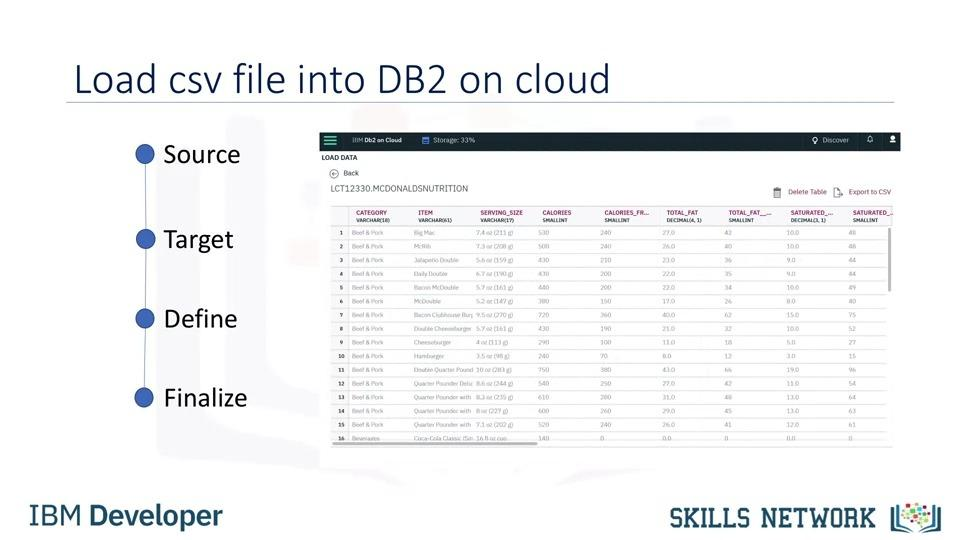 Load csv file into DB2 on cloud
Source
Target
Define
Finalize
IBM Db2 on Cloud Storage: 33% Discover
LOAD DATA
Back
LCT12330.MCDONALDSNUTRITION
Delete Table Export to CSV
CATEGORY ITEM SERVING_SIZE CALORIES CALORIES_FR... TOTAL_FAT TOTAL_FAT__... SATURATED_... SATURATED_...
VARCHAR(18) VARCHAR(61) VARCHAR(17) SMALLINT SMALLINT DECIMAL(4, 1) SMALLINT DECIMAL(3, 1) SMALLINT
1 Beef & Pork Big Mac 7.4 oz (211 g) 530 240 27.0 42 10.0 48
2 Beef & Pork McRib 7.3 oz (208 g) 500 240 26.0 40 10.0 48
3 Beef & Pork Jalapeño Double 5.6 oz (159 g) 430 210 23.0 36 9.0 44
4 Beef & Pork Daily Double 6.7 oz (190 g) 430 200 22.0 35 9.0 44
5 Beef & Pork Bacon McDouble 5.7 oz (161 g) 440 200 22.0 34 10.0 49
6 Beef & Pork McDouble 5.2 oz (147 g) 380 150 17.0 26 8.0 40
7 Beef & Pork Bacon Clubhouse Burg 9.5 oz (270 g) 720 360 40.0 62 15.0 75
8 Beef & Pork Double Cheeseburger 5.7 oz (161 g) 430 190 21.0 32 10.0 52
9 Beef & Pork Cheeseburger 4 oz (113 g) 290 100 11.0 18 5.0 27
10 Beef & Pork Hamburger 3.5 oz (98 g) 240 70 8.0 12 3.0 15
11 Beef & Pork Double Quarter Pound 10 oz (283 g) 750 380 43.0 66 19.0 96
12 Beef & Pork Quarter Pounder Delu 8.6 oz (244 g) 540 250 27.0 42 11.0 54
13 Beef & Pork Quarter Pounder with 8.3 oz (235 g) 610 280 31.0 48 13.0 64
14 Beef & Pork Quarter Pounder with 8 oz (227 g) 600 260 29.0 45 13.0 63
15 Beef & Pork Quarter Pounder with 7.1 oz (202 g) 520 240 26.0 41 12.0 61
16 Beverages Coca-Cola Classic (Sm 16 fl oz cup 140 0 0.0 0 0.0 0
IBM Developer
SKILLS NETWORK